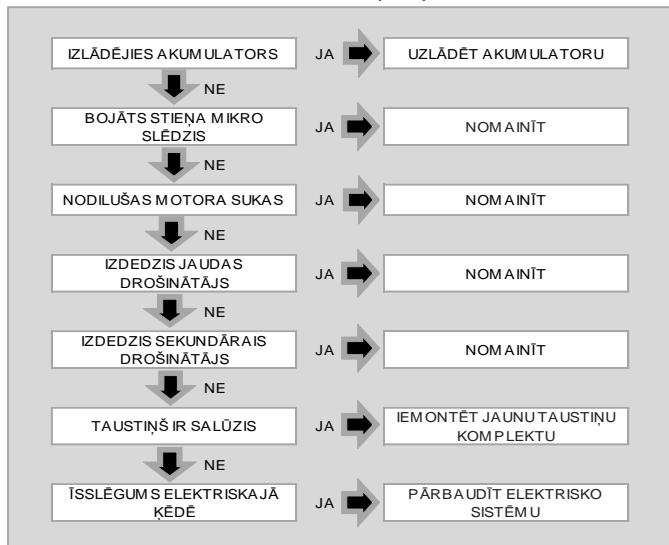 IZLĀDĒJIES AKUMULATORS JA UZLĀDĒT AKUMULATORU
NE
BOJĀTS STIEŅA MIKRO
SLĒDZIS
JA NOMAINĪT
NE
NODILUŠAS MOTORA SUKAS JA NOMAINĪT
NE
IZDEDZIS JAUDAS
DROŠINĀTĀJS
JA NOMAINĪT
NE
IZDEDZIS SEKUNDĀRAIS
DROŠINĀTĀJS
JA NOMAINĪT
NE
TAUSTIŅŠ IR SALŪZIS JA IEMONTĒT JAUNU TAUSTIŅU
KOMPLEKTU
NE
ĪSSLĒGUMS ELEKTRISKAJĀ
ĶĒDĒ
JA PĀRBAUDĪT ELEKTRISKO
SISTĒMU